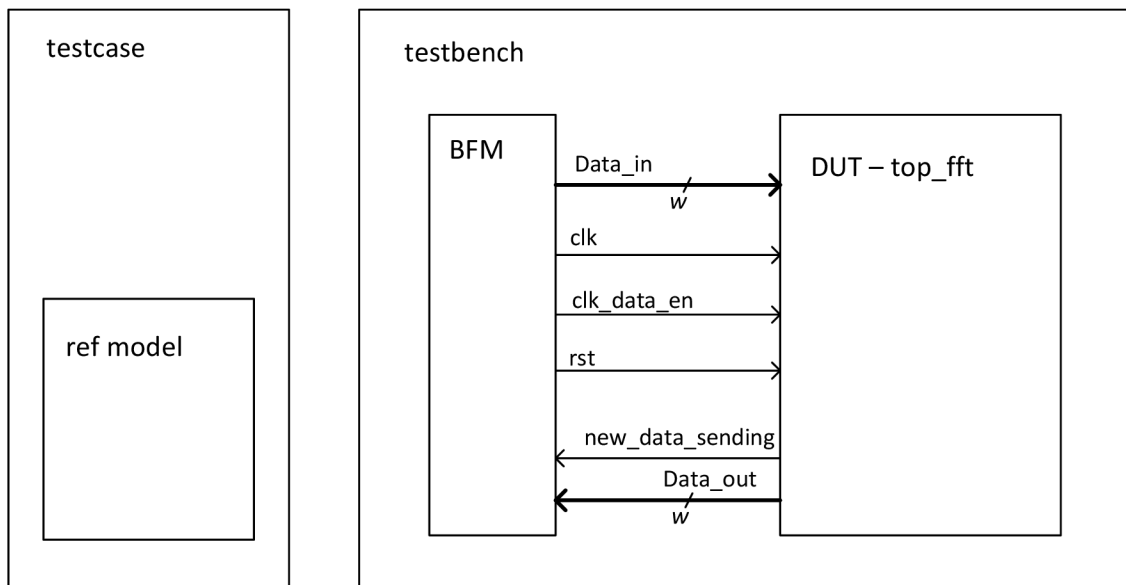 testcase
testbench
BFM
DUT – top_fft
Data_in
w
clk
clk_data_en
rst
ref model
new_data_sending
Data_out
w